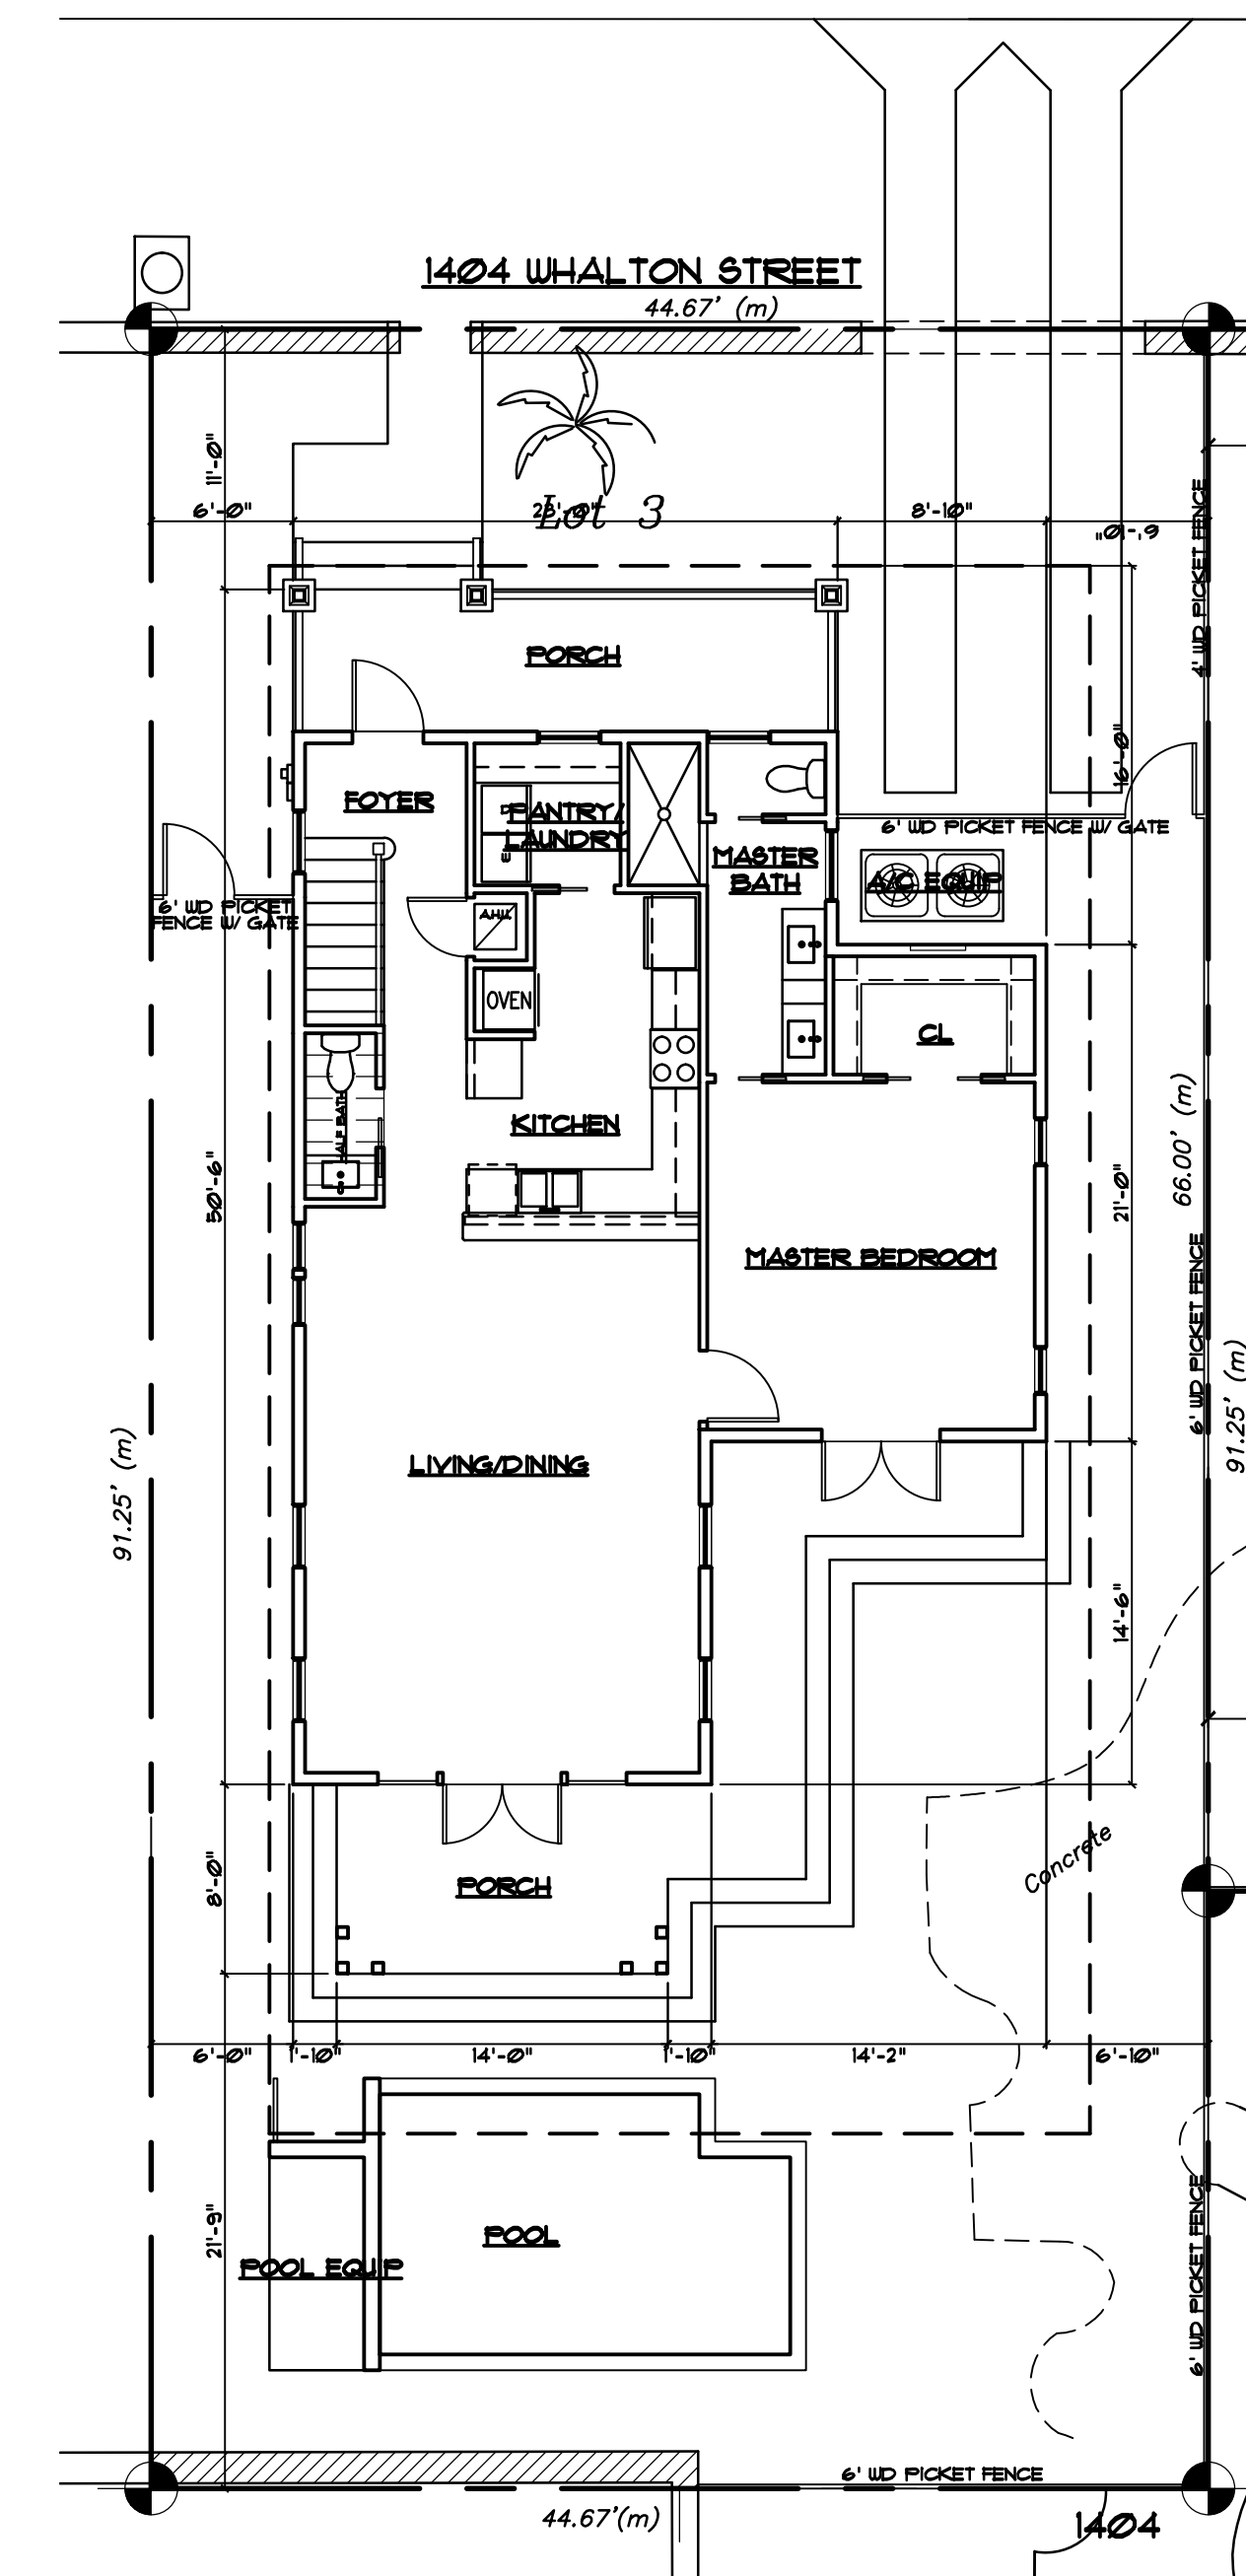 1404 WHALTON STREET
44.67' (m)
11'-0"
Lot 3
6'-0"
8'-10"
6'-10"
4' WD PICKET FENCE
PORCH
16'-0"
FOYER
PANTRY/
LAUNDRY
6' WD PICKET FENCE W/ GATE
MASTER
BATH
A/C EQUIP
6' WD PICKET
FENCE W/ GATE
A.H.U.
OVEN
CL
HALF BATH
KITCHEN
66.00' (m)
50'-6"
21'-0"
MASTER BEDROOM
6' WD PICKET FENCE
91.25' (m)
LIVING/DINING
91.25' (m)
14'-6"
Concrete
8'-0"
PORCH
6'-0"
1'-10"
14'-0"
1'-10"
14'-2"
6'-10"
21'-9"
POOL
POOL EQUIP
6' WD PICKET FENCE
6' WD PICKET FENCE
44.67'(m)
1404